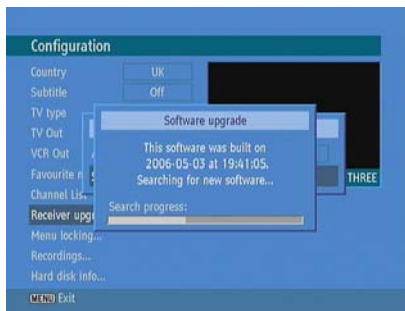 Configuration
Country UK
Subtitle Off
TV type
TV Out
VCR Out
Favourite
Channel List
Receiver upgr
Menu locking...
Recordings...
Hard disk info...
MENU Exit
THREE
Software upgrade
This software was built on
2006-05-03 at 19:41:05.
Searching for new software...
Search progress: